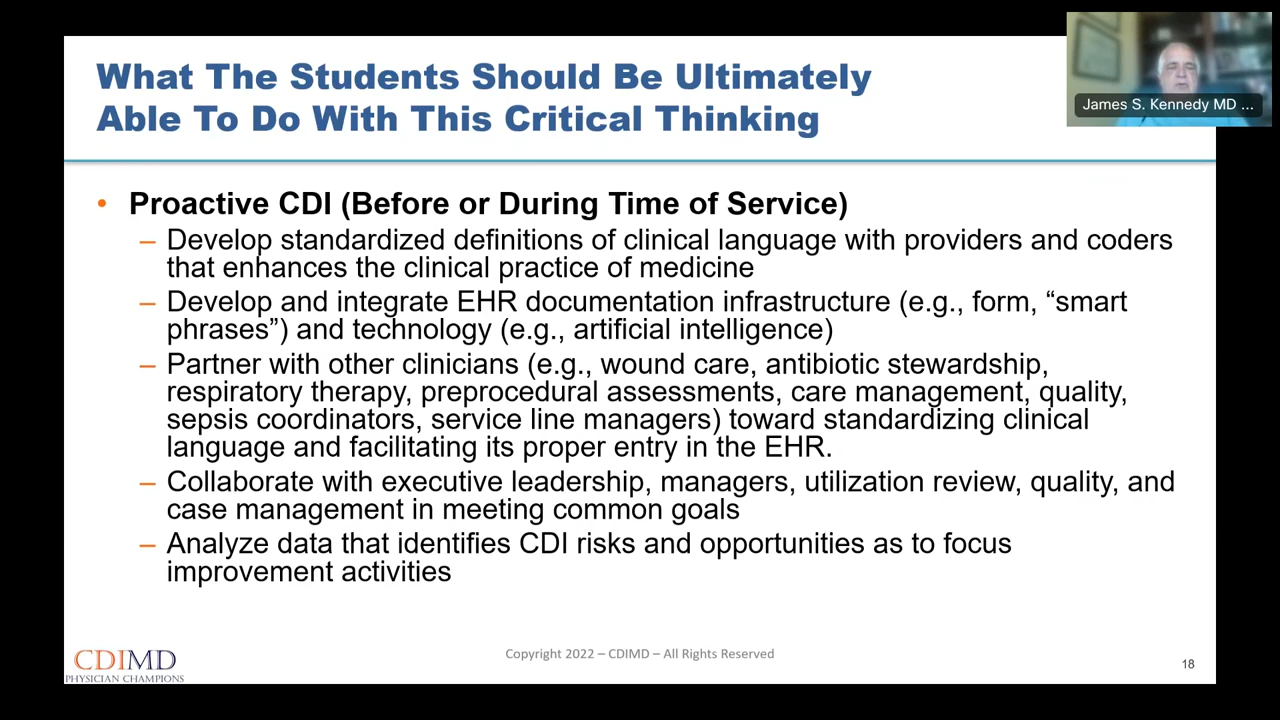 What The Students Should Be Ultimately
Able To Do With This Critical Thinking
James S. Kennedy MD ...
• Proactive CDI (Before or During Time of Service)
– Develop standardized definitions of clinical language with providers and coders
that enhances the clinical practice of medicine
– Develop and integrate EHR documentation infrastructure (e.g., form, “smart
phrases”) and technology (e.g., artificial intelligence)
– Partner with other clinicians (e.g., wound care, antibiotic stewardship,
respiratory therapy, preprocedural assessments, care management, quality,
sepsis coordinators, service line managers) toward standardizing clinical
language and facilitating its proper entry in the EHR.
– Collaborate with executive leadership, managers, utilization review, quality, and
case management in meeting common goals
– Analyze data that identifies CDI risks and opportunities as to focus
improvement activities
CDIMD
PHYSICIAN CHAMPIONS
Copyright 2022 – CDIMD – All Rights Reserved
18